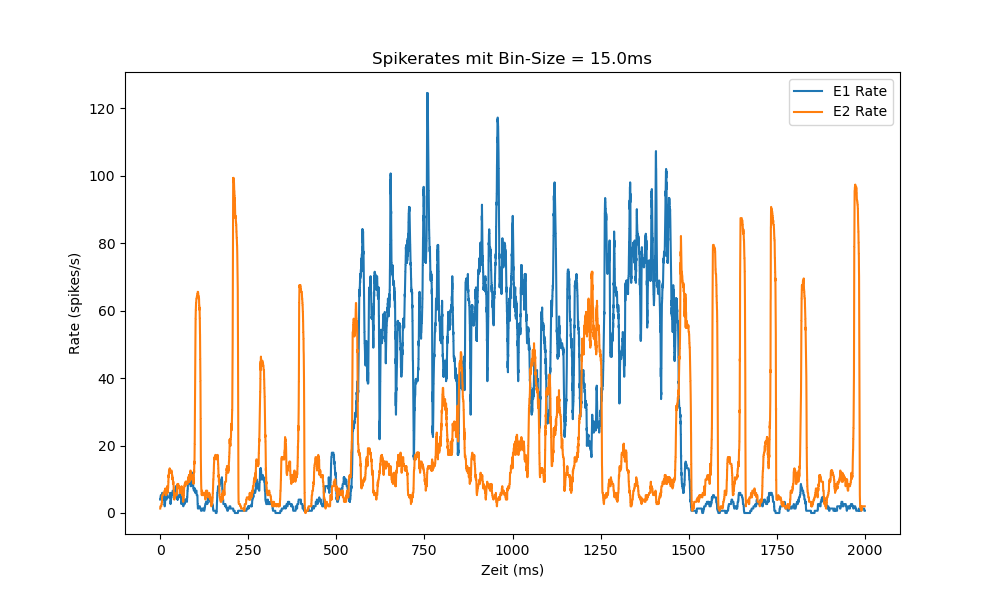 Spikerates mit Bin-Size = 15.0ms
E1 Rate
E2 Rate
120
100
80
60
40
20
0
Rate (spikes/s)
0 250 500 750 1000 1250 1500 1750 2000
Zeit (ms)